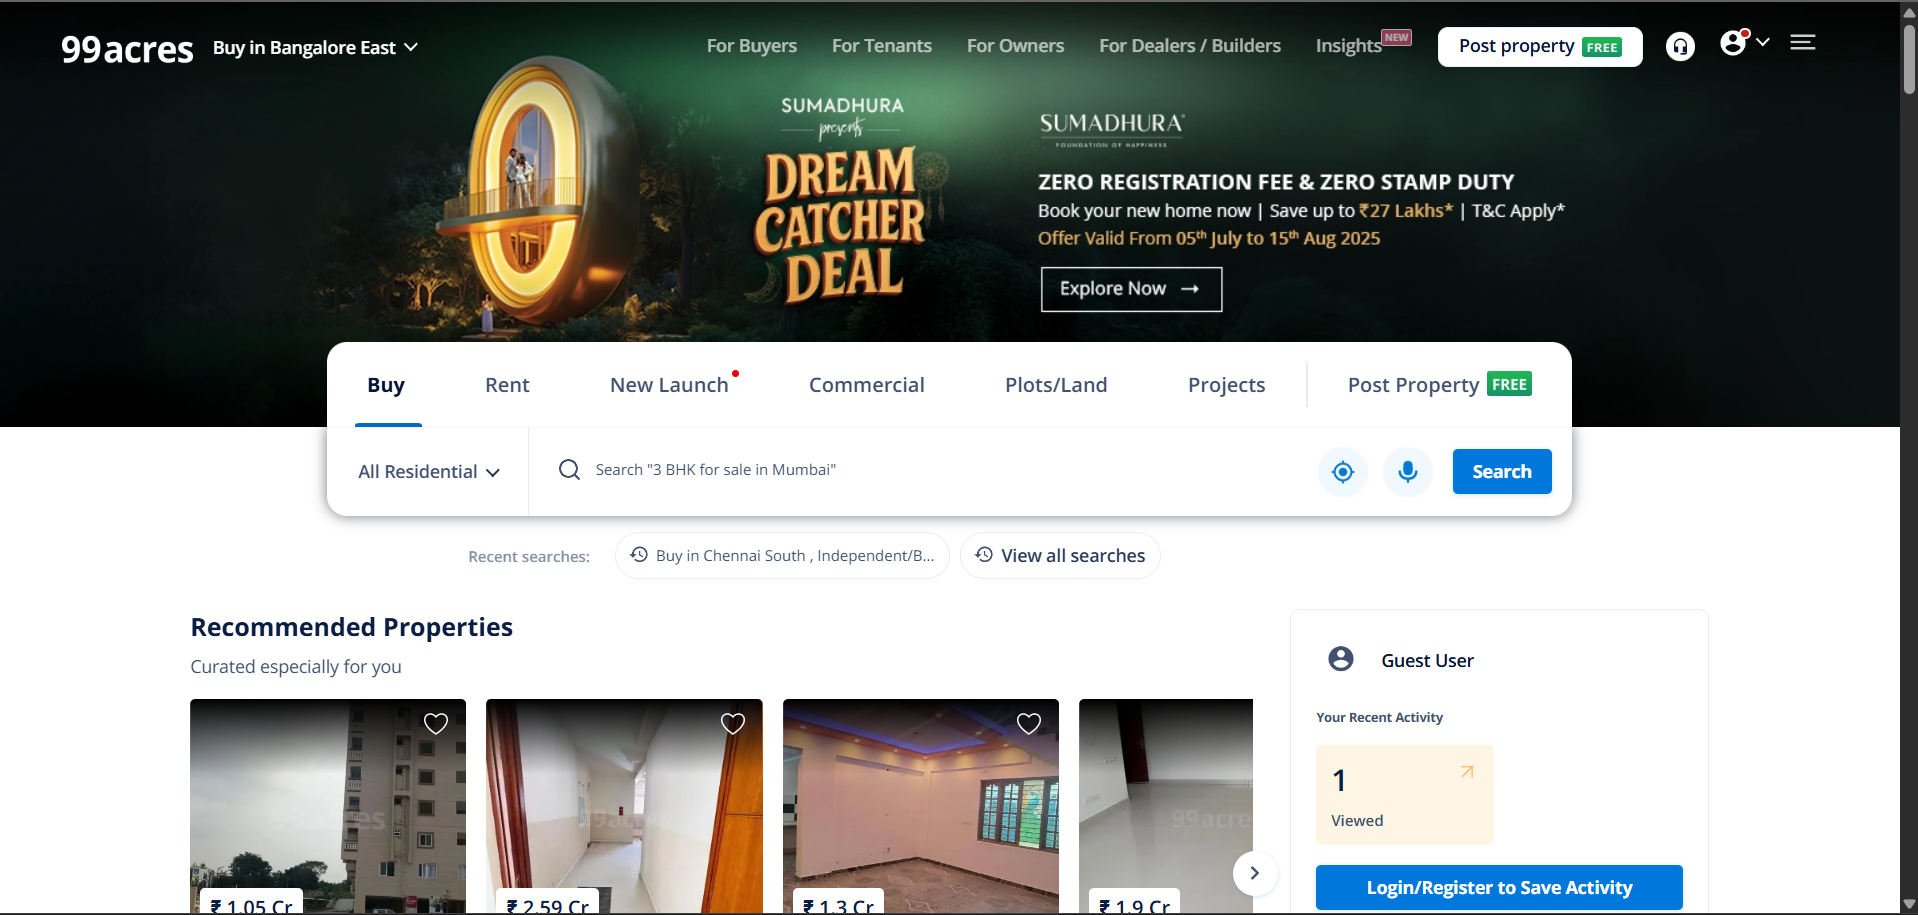 99acres
Buy in Bangalore East
For Buyers
For Tenants
For Owners
For Dealers / Builders
Insights
NEW
Post property FREE
SUMADHURA
presents
DREAM
CATCHER
DEAL
SUMADHURA
FOUNDATION OF HAPPINESS
ZERO REGISTRATION FEE & ZERO STAMP DUTY
Book your new home now | Save up to ₹27 Lakhs* | T&C Apply*
Offer Valid From 05th July to 15th Aug 2025
Explore Now →
Buy
Rent
New Launch
Commercial
Plots/Land
Projects
Post Property FREE
All Residential
Search "3 BHK for sale in Mumbai"
Search
Recent searches:
Buy in Chennai South , Independent/B...
View all searches
Recommended Properties
Curated especially for you
Guest User
Your Recent Activity
1
Viewed
Login/Register to Save Activity
99acres
99acres
99acre
₹ 1.05 Cr
₹ 2.59 Cr
₹ 1.3 Cr
₹ 1.9 Cr